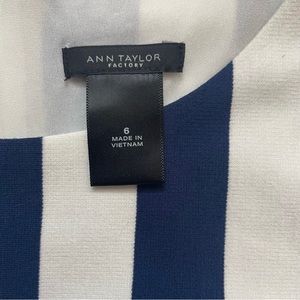 ANN TAYLOR
FACTORY
6
MADE IN
VIETNAM